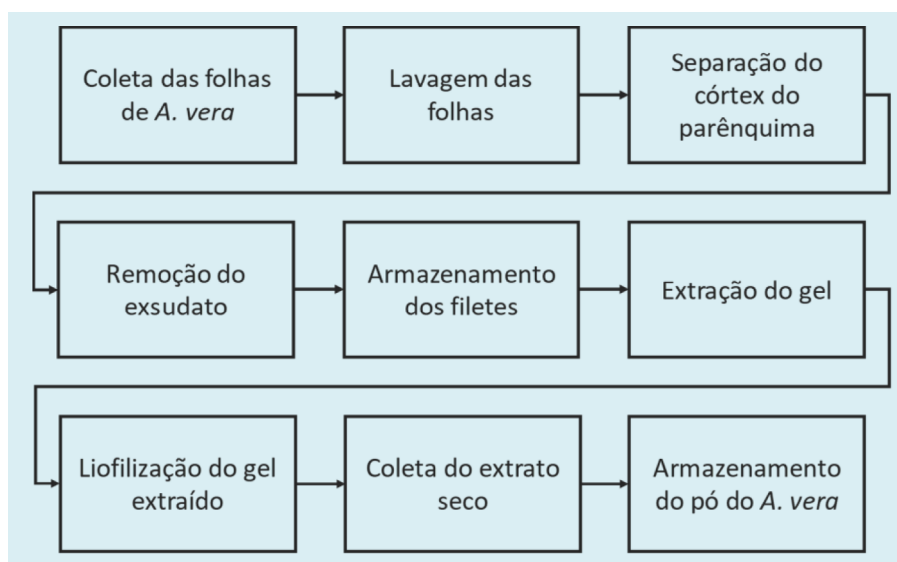 Coleta das folhas
de A. vera
Lavagem das
folhas
Separação do
córtex do
parênquima
Remoção do
exsudato
Armazenamento
dos filetes
Extração do gel
Liofilização do gel
extraído
Coleta do extrato
seco
Armazenamento
do pó do A. vera